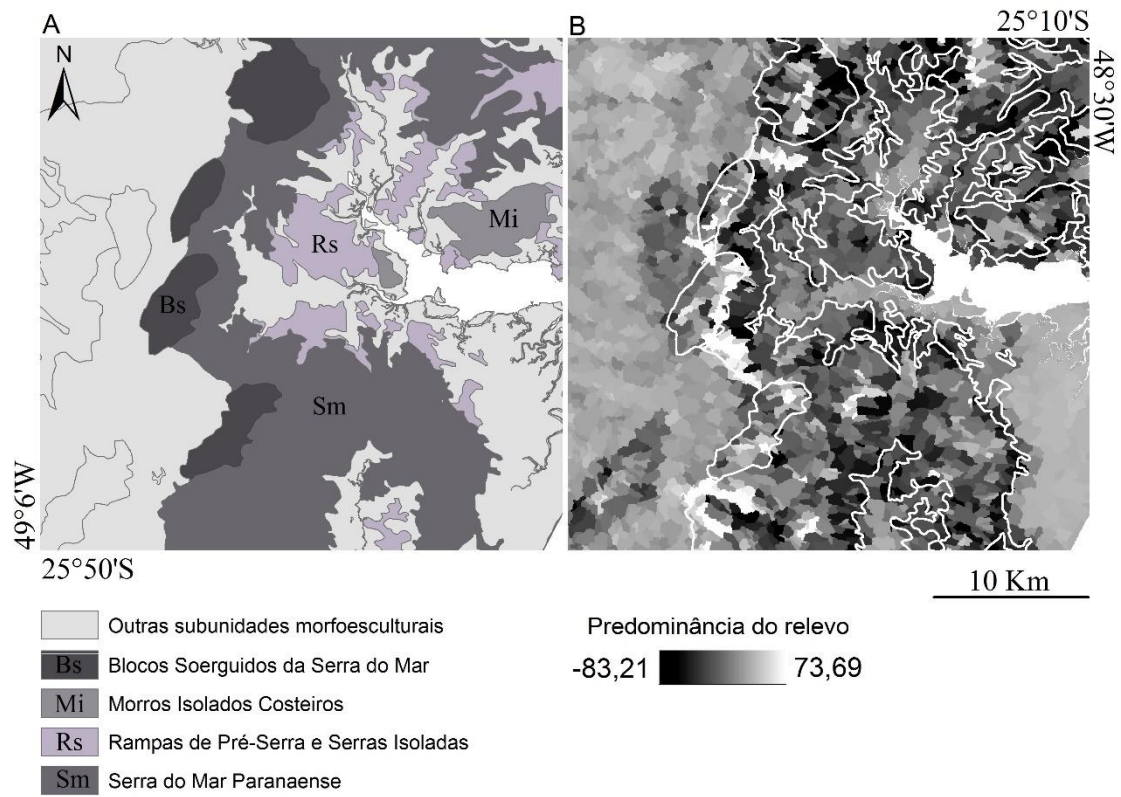 A
B
25°10'S
48°30'W
N
Mi
Rs
Bs
Sm
49°6'W
25°50'S
10 Km
Outras subunidades morfoesculturais
Bs Blocos Soerguidos da Serra do Mar
Mi Morros Isolados Costeiros
Rs Rampas de Pré-Serra e Serras Isoladas
Sm Serra do Mar Paranaense
Predominância do relevo
-83,21 73,69